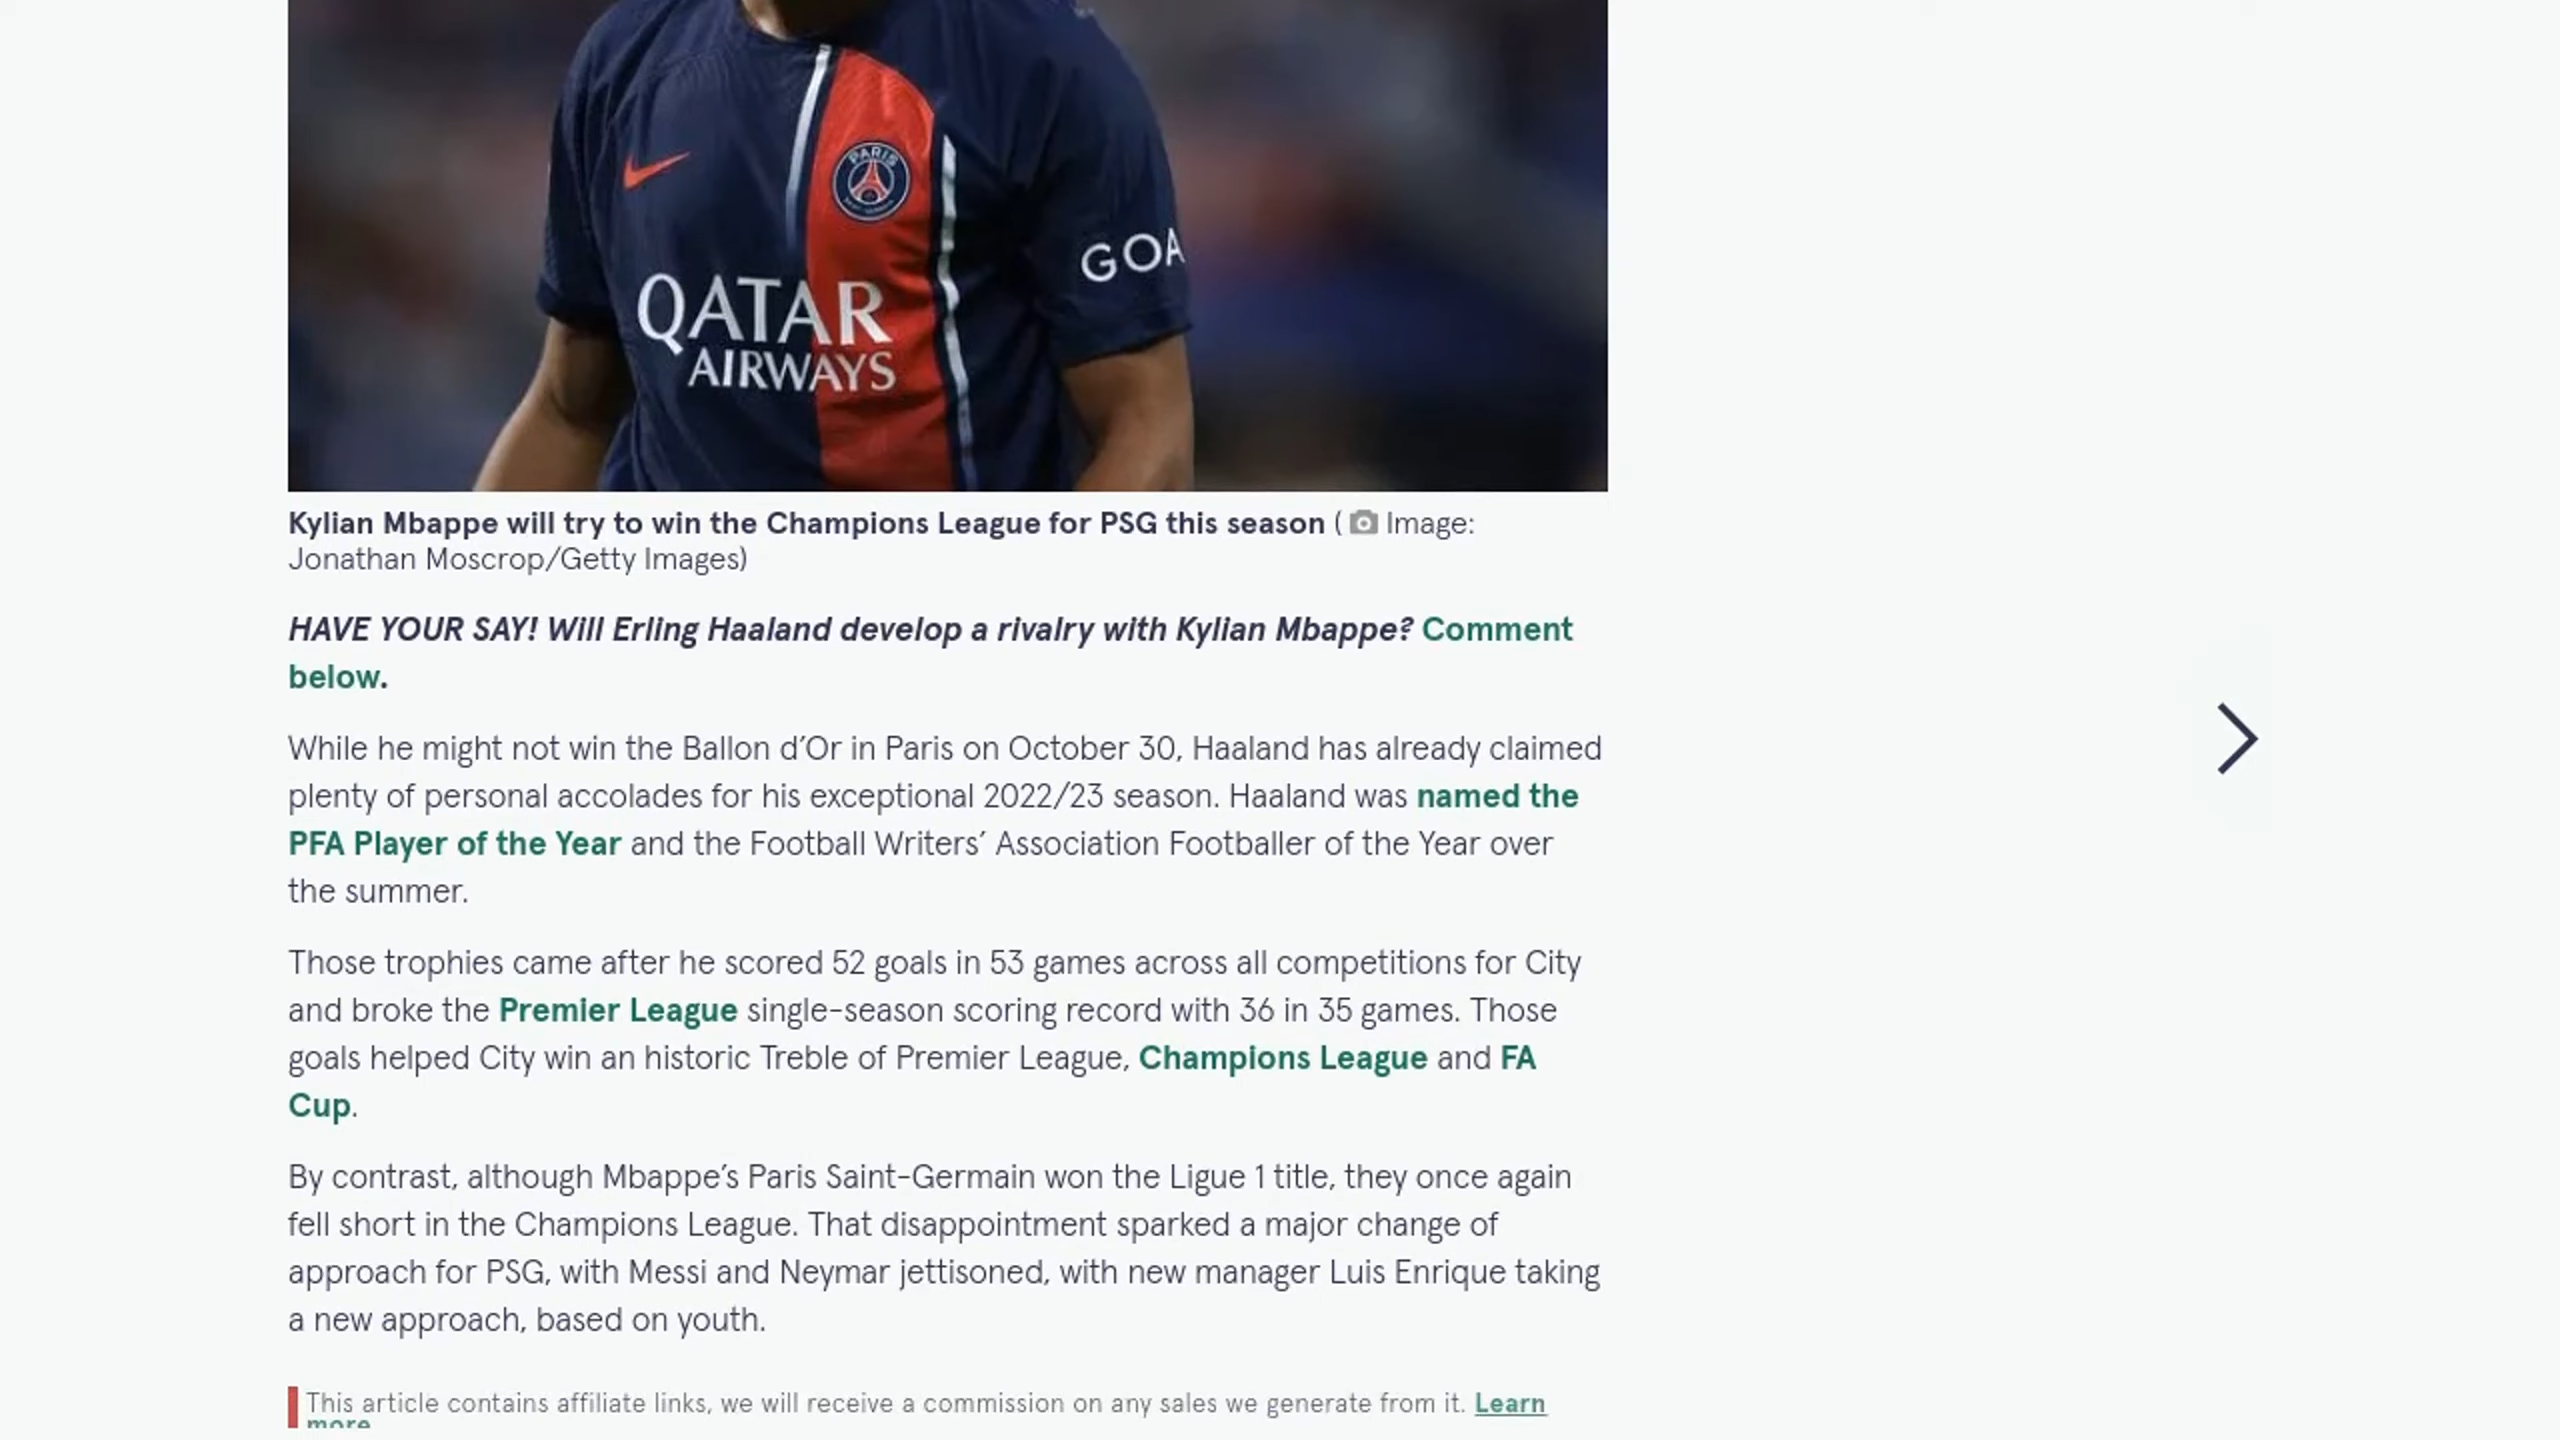 PARIS
GOA
QATAR
AIRWAYS
Kylian Mbappe will try to win the Champions League for PSG this season ( Image:
Jonathan Moscrop/Getty Images)
HAVE YOUR SAY! Will Erling Haaland develop a rivalry with Kylian Mbappe? Comment
below.
While he might not win the Ballon d’Or in Paris on October 30, Haaland has already claimed
plenty of personal accolades for his exceptional 2022/23 season. Haaland was named the
PFA Player of the Year and the Football Writers’ Association Footballer of the Year over
the summer.
Those trophies came after he scored 52 goals in 53 games across all competitions for City
and broke the Premier League single-season scoring record with 36 in 35 games. Those
goals helped City win an historic Treble of Premier League, Champions League and FA
Cup.
By contrast, although Mbappe’s Paris Saint-Germain won the Ligue 1 title, they once again
fell short in the Champions League. That disappointment sparked a major change of
approach for PSG, with Messi and Neymar jettisoned, with new manager Luis Enrique taking
a new approach, based on youth.
This article contains affiliate links, we will receive a commission on any sales we generate from it. Learn
more